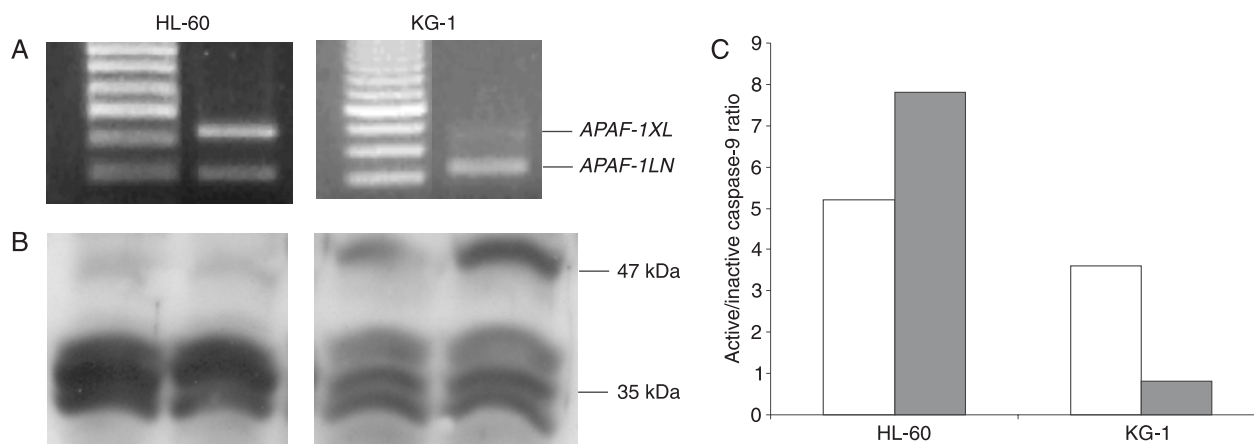 HL-60
KG-1
A
APAF-1XL
APAF-1LN
B
47 kDa
35 kDa
C
Active/inactive caspase-9 ratio
9
8
7
6
5
4
3
2
1
0
HL-60
KG-1